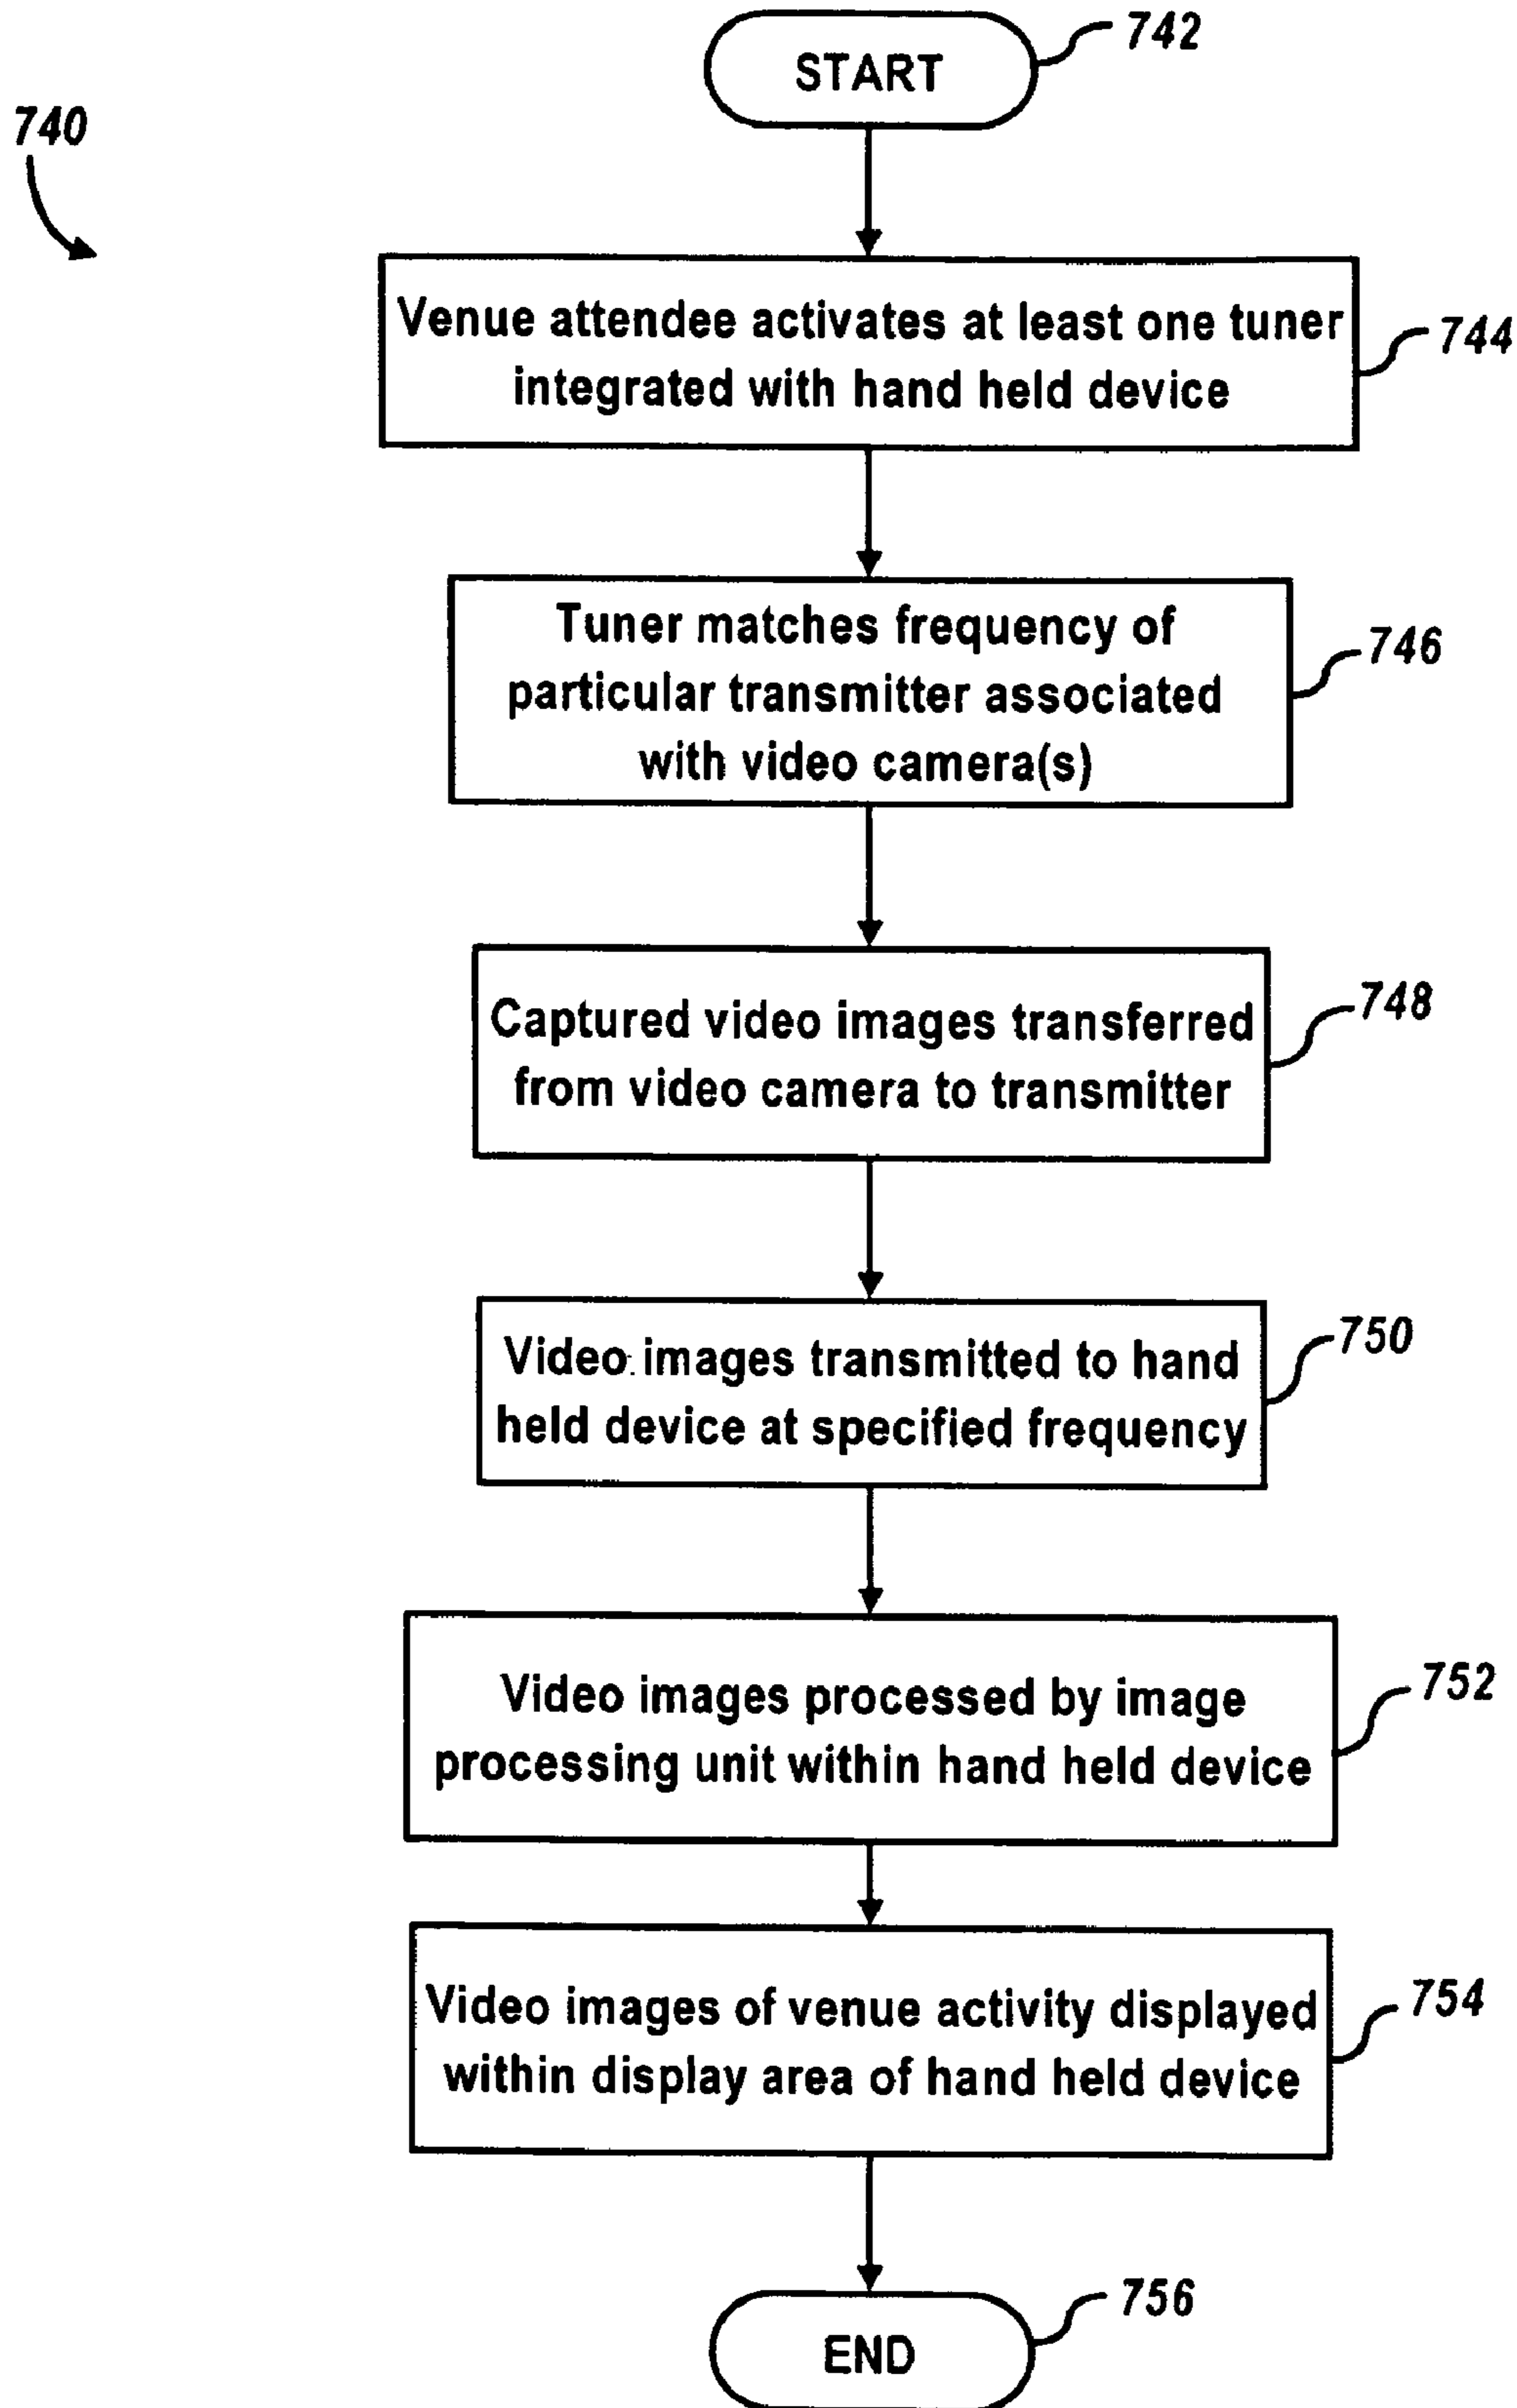 742
START
740
Venue attendee activates at least one tuner
integrated with hand held device
744
Tuner matches frequency of
particular transmitter associated
with video camera(s)
746
Captured video images transferred
from video camera to transmitter
748
Video images transmitted to hand
held device at specified frequency
750
Video images processed by image
processing unit within hand held device
752
Video images of venue activity displayed
within display area of hand held device
754
756
END